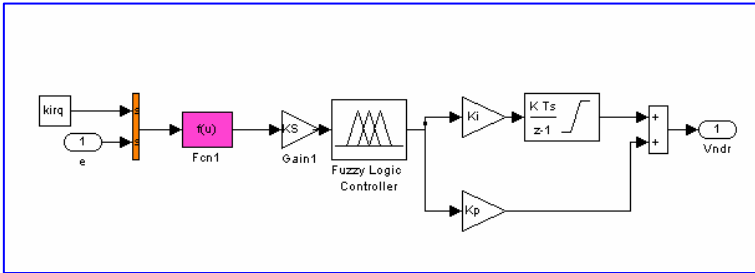 kirq
1
e
f(u)
Fcn1
KS
Gain1
Fuzzy Logic
Controller
Ki
Kp
K Ts
z-1
+
+
1
Vndr